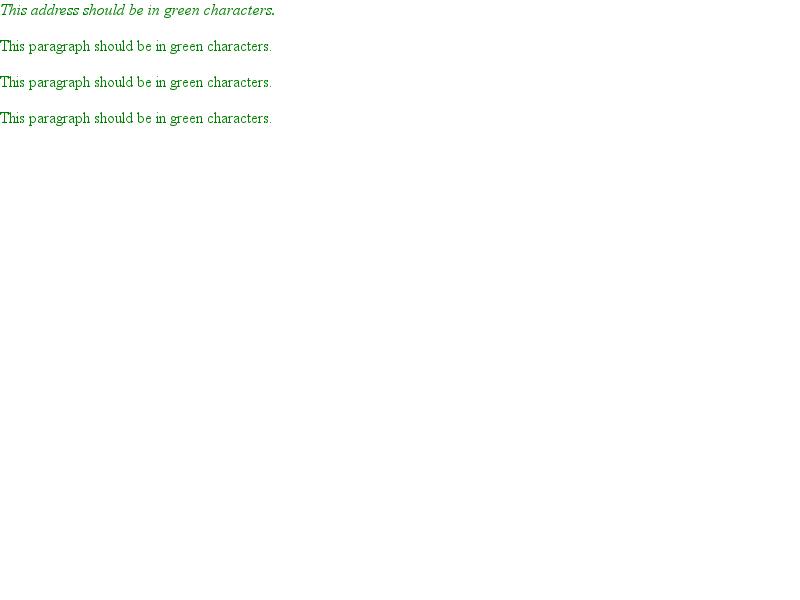 This address should be in green characters.
This paragraph should be in green characters.
This paragraph should be in green characters.
This paragraph should be in green characters.